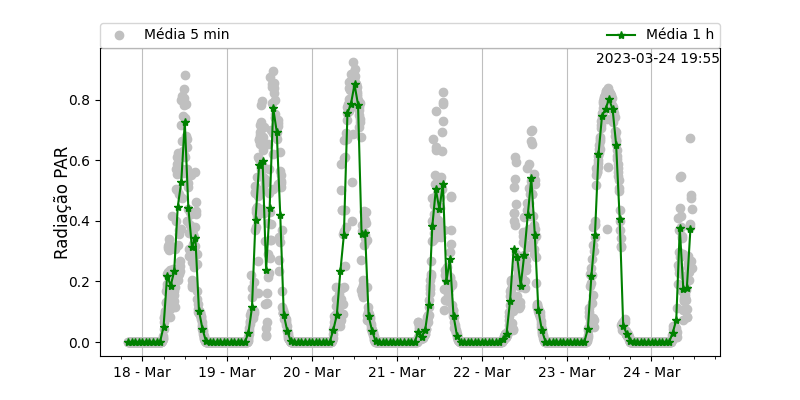 Média 5 min
Média 1 h
2023-03-24 19:55
Radiação PAR
0.8
0.6
0.4
0.2
0.0
18 - Mar
19 - Mar
20 - Mar
21 - Mar
22 - Mar
23 - Mar
24 - Mar